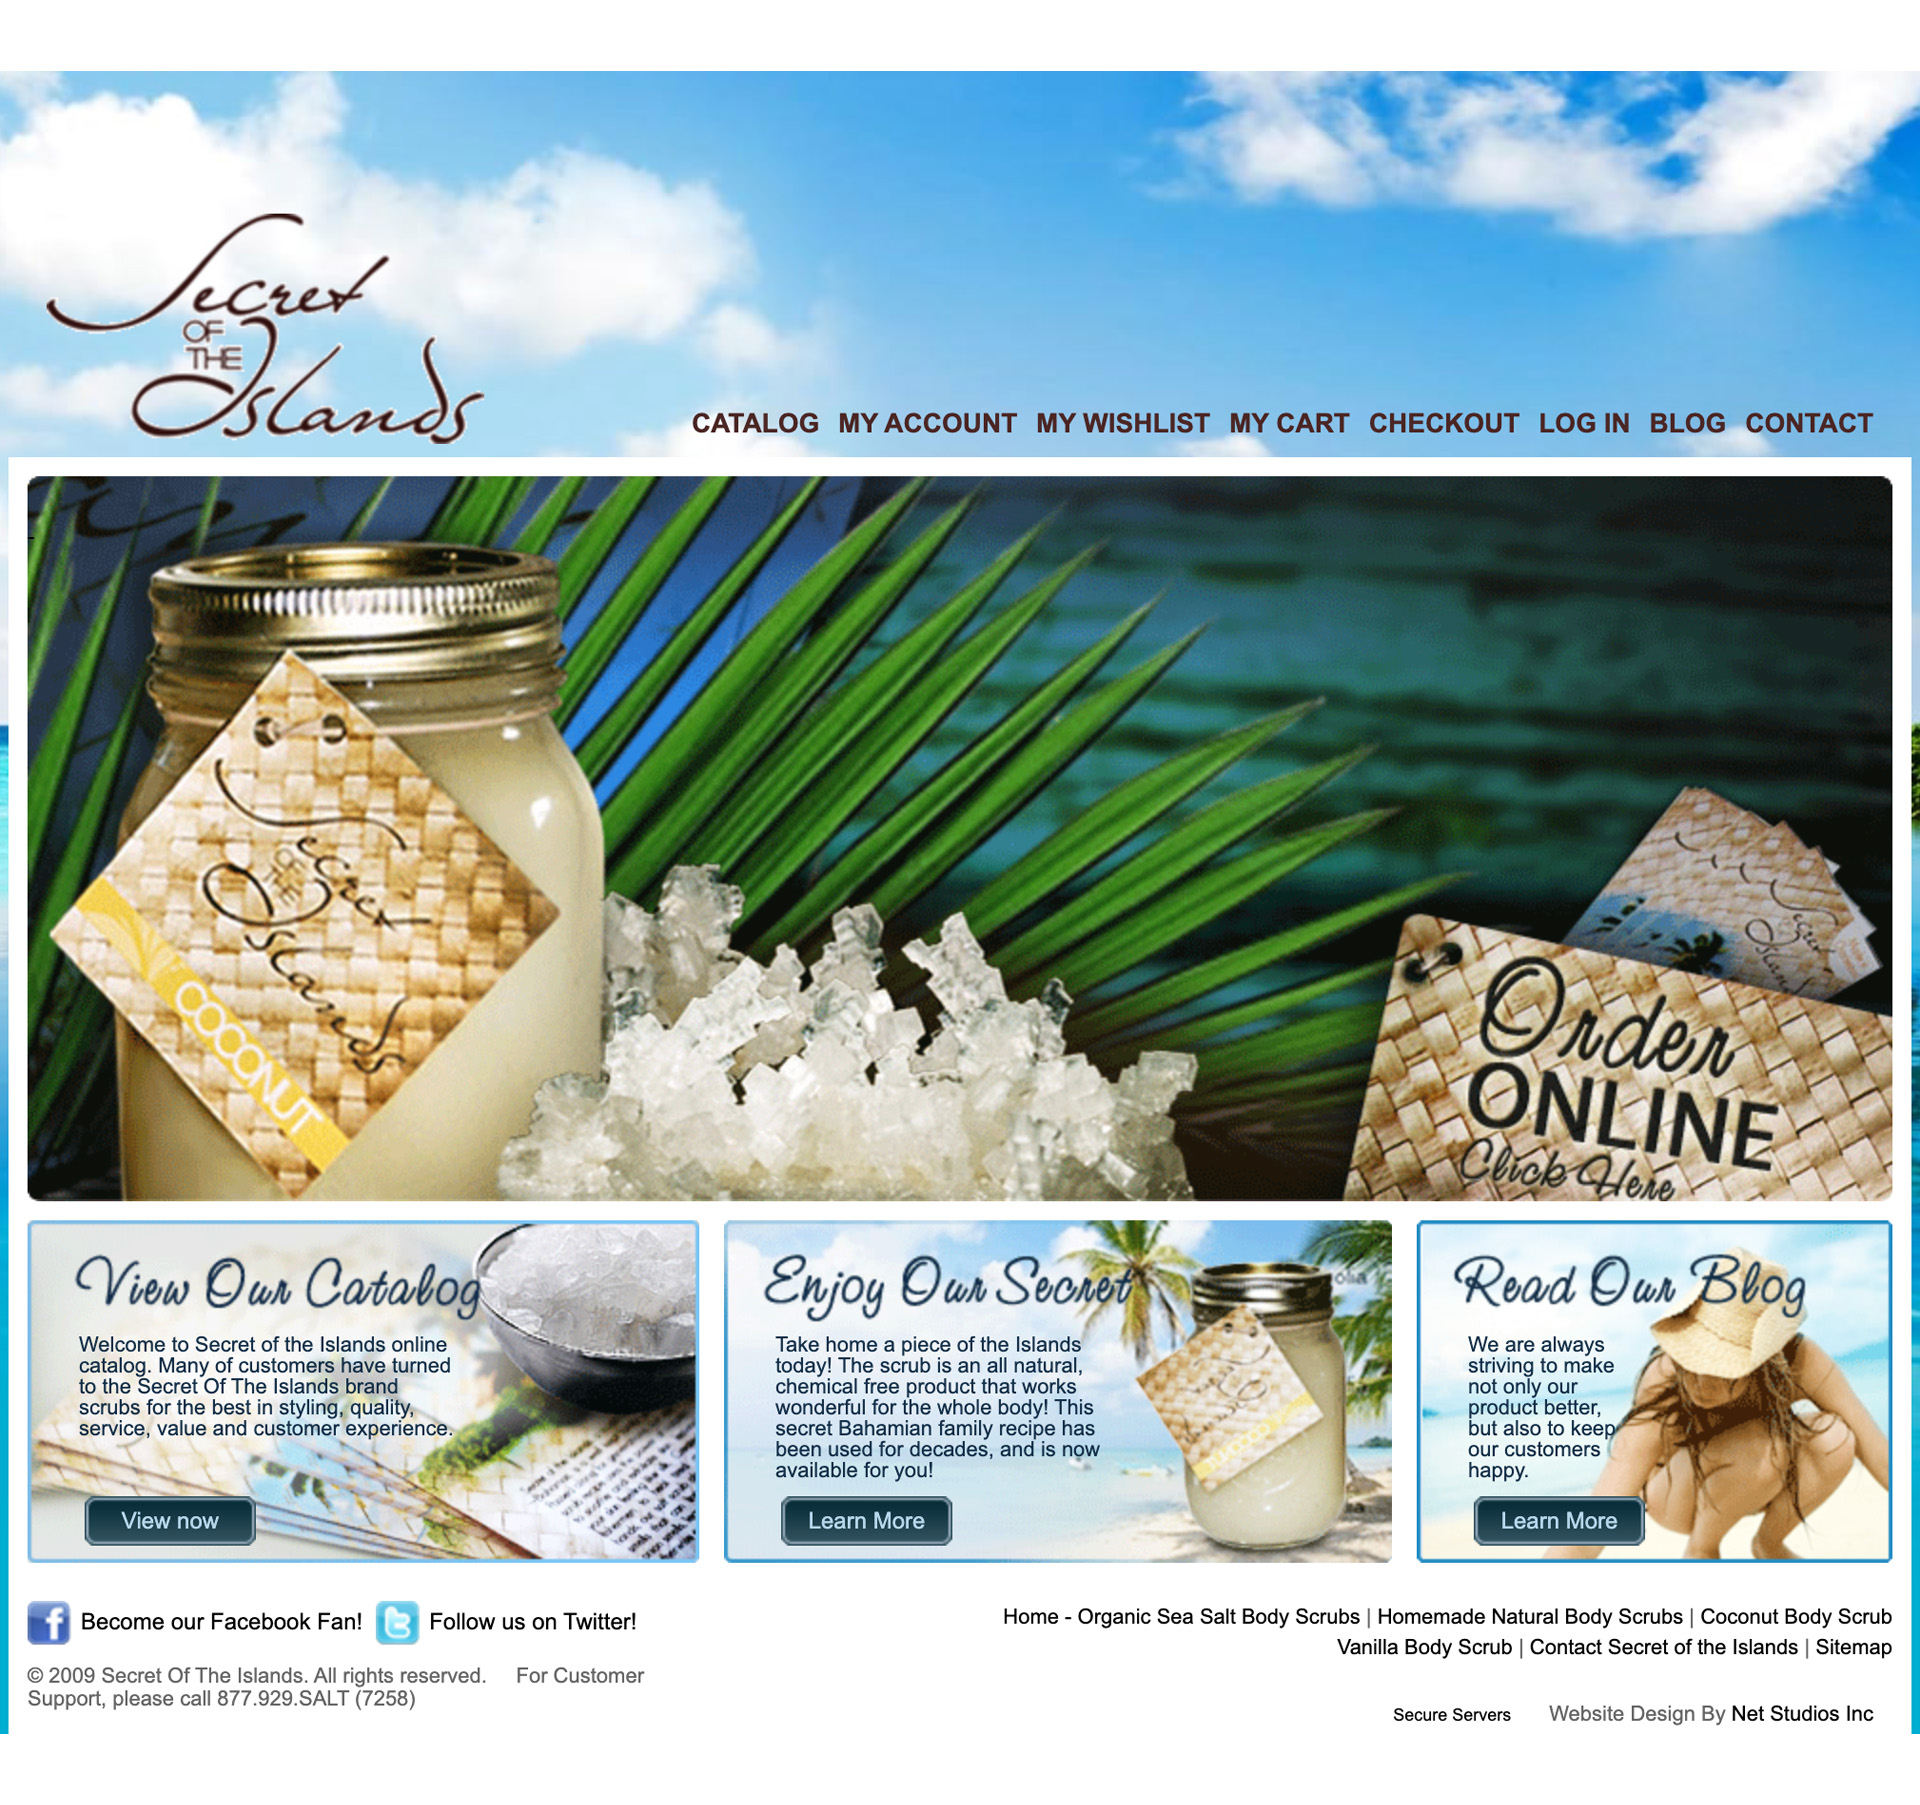 Secret
OF
THE
Islands
CATALOG MY ACCOUNT MY WISHLIST MY CART CHECKOUT LOG IN BLOG CONTACT
Secret
OF
THE
Islands
COCONUT
Secret
Islands
Order
ONLINE
Click Here
View Our Catalog
Welcome to Secret of the Islands online
catalog. Many of customers have turned
to the Secret Of The Islands brand
scrubs for the best in styling, quality,
service, value and customer experience.
View now
Enjoy Our Secret
Take home a piece of the Islands
today! The scrub is an all natural,
chemical free product that works
wonderful for the whole body! This
secret Bahamian family recipe has
been used for decades, and is now
available for you!
COCONUT
Learn More
Read Our Blog
We are always
striving to make
not only our
product better,
but also to keep
our customers
happy.
Learn More
Become our Facebook Fan! Follow us on Twitter!
© 2009 Secret Of The Islands. All rights reserved. For Customer
Support, please call 877.929.SALT (7258)
Home - Organic Sea Salt Body Scrubs | Homemade Natural Body Scrubs | Coconut Body Scrub
Vanilla Body Scrub | Contact Secret of the Islands | Sitemap
Secure Servers Website Design By Net Studios Inc